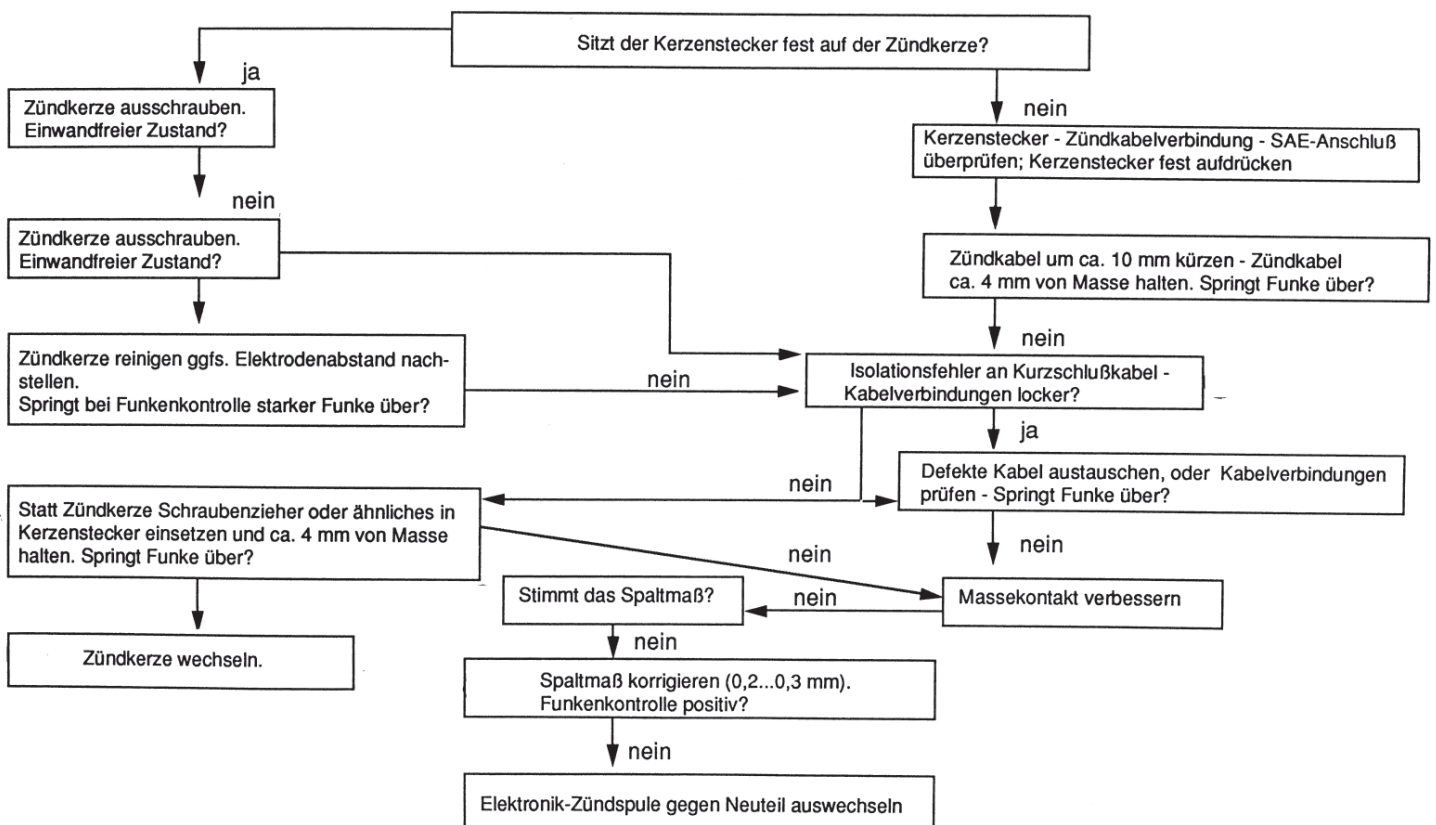 Sitzt der Kerzenstecker fest auf der Zündkerze?
ja
nein
Zündkerze ausschrauben.
Einwandfreier Zustand?
Kerzenstecker - Zündkabelverbindung - SAE-Anschluß
überprüfen; Kerzenstecker fest aufdrücken
nein
Zündkerze ausschrauben.
Einwandfreier Zustand?
Zündkabel um ca. 10 mm kürzen - Zündkabel
ca. 4 mm von Masse halten. Springt Funke über?
nein
Zündkerze reinigen ggfs. Elektrodenabstand nach-
stellen.
Springt bei Funkenkontrolle starker Funke über?
nein
Isolationsfehler an Kurzschlußkabel -
Kabelverbindungen locker?
ja
nein
Defekte Kabel austauschen, oder Kabelverbindungen
prüfen - Springt Funke über?
Statt Zündkerze Schraubenzieher oder ähnliches in
Kerzenstecker einsetzen und ca. 4 mm von Masse
halten. Springt Funke über?
nein
nein
Stimmt das Spaltmaß?
nein
Massekontakt verbessern
nein
Zündkerze wechseln.
Spaltmaß korrigieren (0,2...0,3 mm).
Funkenkontrolle positiv?
nein
Elektronik-Zündspule gegen Neuteil auswechseln